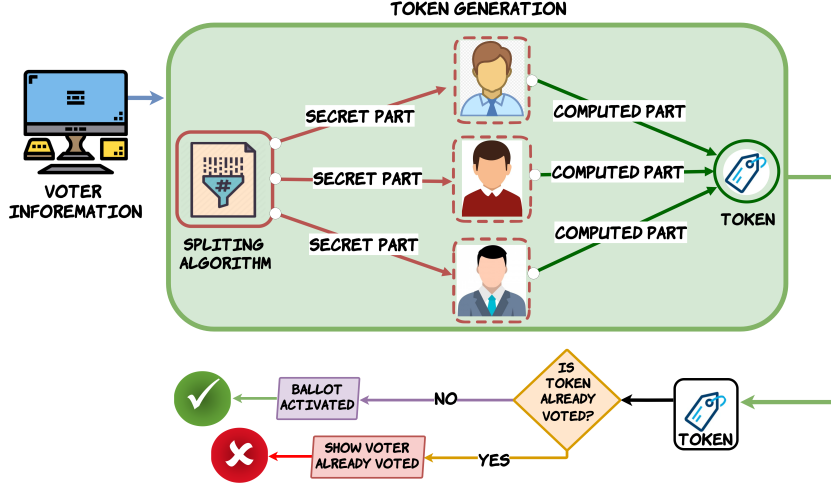 TOKEN GENERATION
SECRET PART
COMPUTED PART
SECRET PART
COMPUTED PART
VOTER
INFOREMATION
TOKEN
SPLITING
ALGORITHM
SECRET PART
COMPUTED PART
IS
TOKEN
ALREADY
VOTED?
BALLOT
ACTIVATED
NO
TOKEN
SHOW VOTER
ALREADY VOTED
YES
#